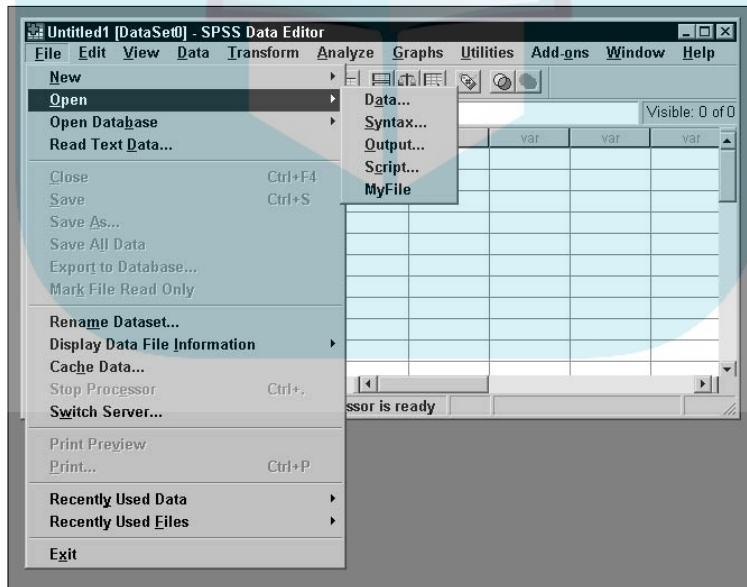 Untitled1 [DataSet0] - SPSS Data Editor
File Edit View Data Transform Analyze Graphs Utilities Add-ons Window Help
New
Open
Open Database
Read Text Data...
Close Ctrl+F4
Save Ctrl+S
Save As...
Save All Data
Export to Database...
Mark File Read Only
Rename Dataset...
Display Data File Information
Cache Data...
Stop Processor Ctrl+.
Switch Server...
Print Preview
Print... Ctrl+P
Recently Used Data
Recently Used Files
Exit
Data...
Syntax...
Output...
Script...
MyFile
Visible: 0 of 0
var var var
ssor is ready